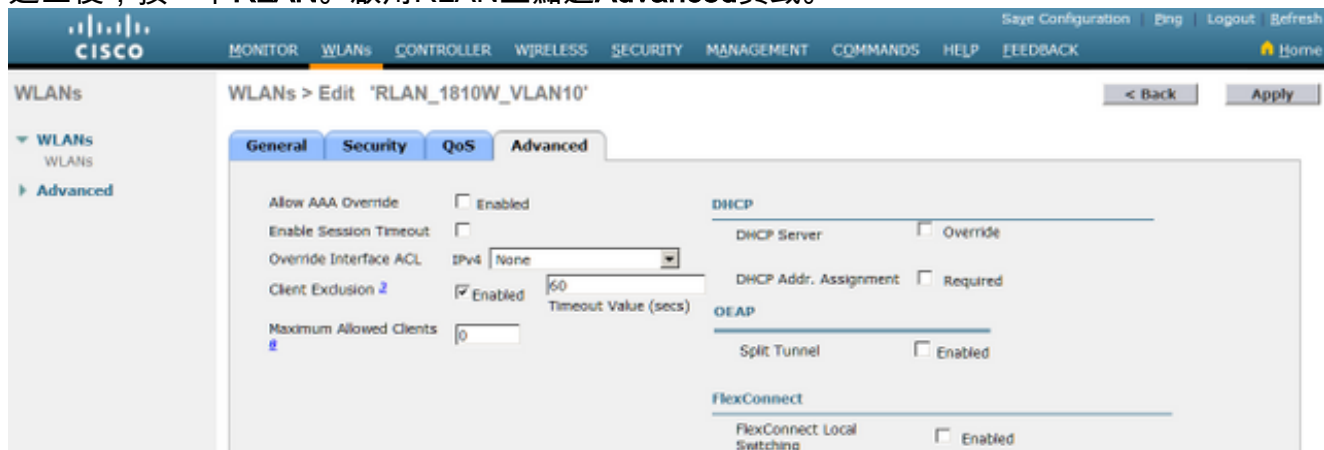 Save Configuration | Ping | Logout | Refresh
CISCO
MONITOR WLANs CONTROLLER WIRELESS SECURITY MANAGEMENT COMMANDS HELP FEEDBACK
Home
WLANs
WLANs > Edit 'RLAN_1810W_VLAN10'
< Back
Apply
WLANs
WLANs
Advanced
General Security QoS Advanced
Allow AAA Override Enabled
Enable Session Timeout
Override Interface ACL IPv4 None
Client Exclusion 2 Enabled 60
Timeout Value (secs)
Maximum Allowed Clients
8
0
DHCP
DHCP Server Override
DHCP Addr. Assignment Required
OEAP
Split Tunnel Enabled
FlexConnect
FlexConnect Local
Switching Enabled